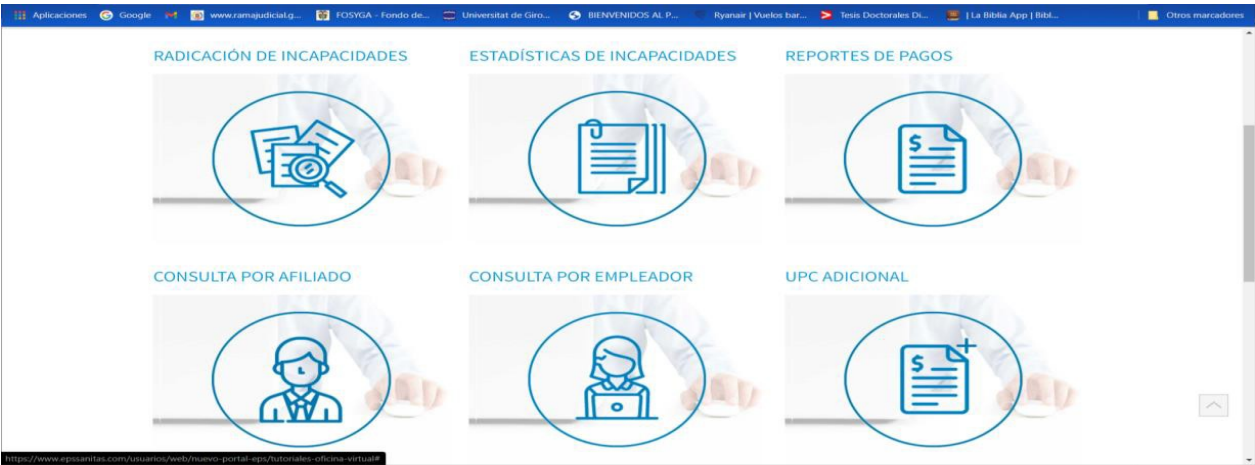 Aplicaciones Google www.ramajudicial.g... FOSYGA - Fondo de... Universitat de Giro... BIENVENIDOS AL P... Ryanair | Vuelos bar... Tesis Doctorales Di... | La Biblia App | Bibl... Otros marcadores
RADICACIÓN DE INCAPACIDADES ESTADÍSTICAS DE INCAPACIDADES REPORTES DE PAGOS
$
CONSULTA POR AFILIADO CONSULTA POR EMPLEADOR UPC ADICIONAL
$
https://www.epssanitas.com/usuarios/web/nuevo-portal-eps/tutoriales-oficina-virtual#